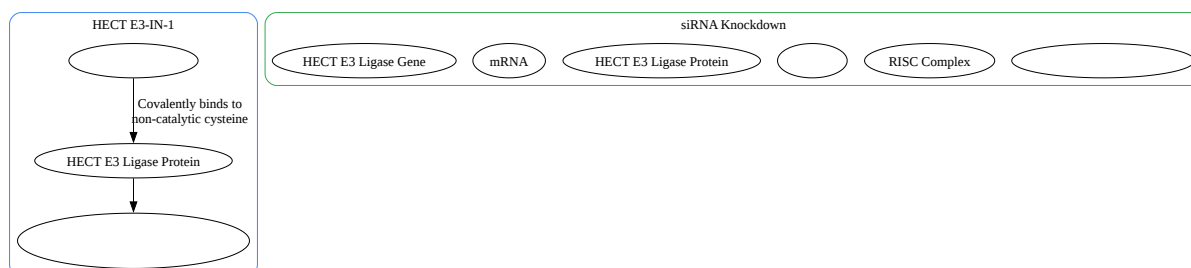 HECT E3-IN-1
Covalently binds to
non-catalytic cysteine
HECT E3 Ligase Protein
siRNA Knockdown
HECT E3 Ligase Gene
mRNA
HECT E3 Ligase Protein
RISC Complex